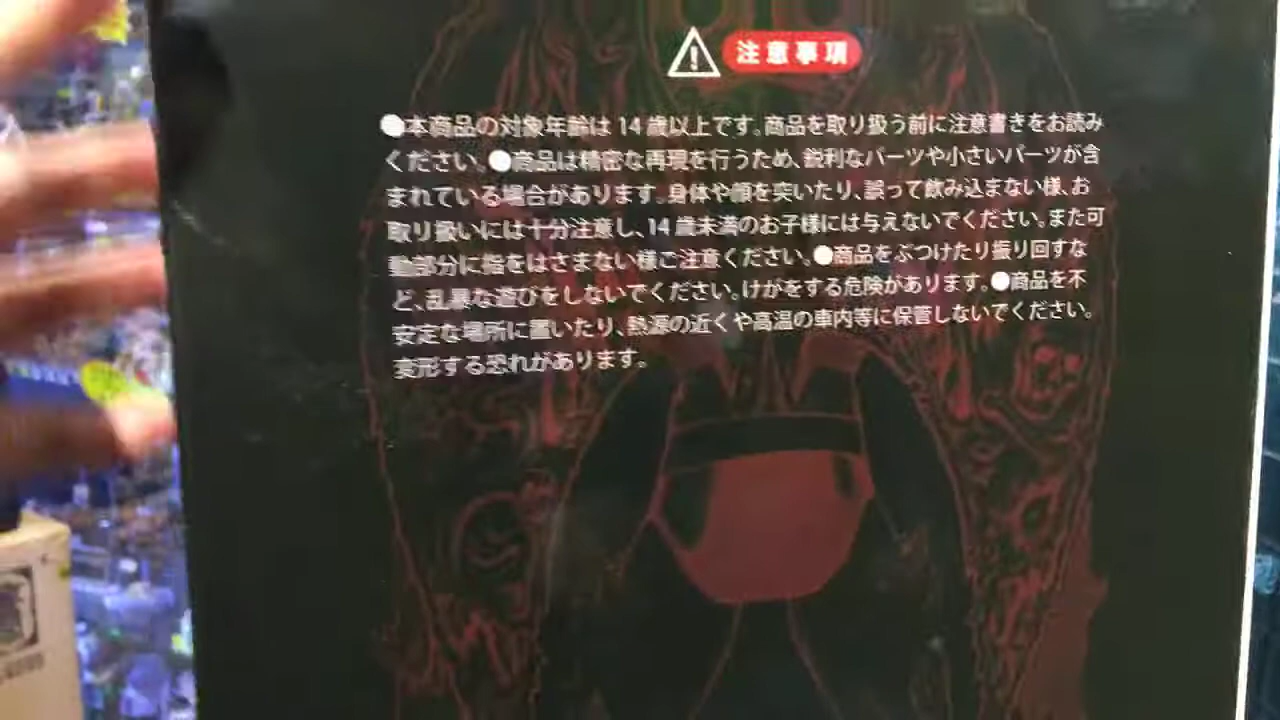 注意事項
●本商品の対象年齢は14歳以上です。商品を取り扱う前に注意書きをお読み
ください。●商品は精密な再現を行うため、鋭利なパーツや小さいパーツが含
まれている場合があります。身体や顔を突いたり、誤って飲み込まない様、お
取り扱いには十分注意し、14歳未満のお子様には与えないでください。また可
動部分に指をはさまない様ご注意ください。●商品をぶつけたり振り回すな
ど、乱暴な遊びをしないでください。けがをする危険があります。●商品を不
安定な場所に置いたり、熱源の近くや高温の車内等に保管しないでください。
変形する恐れがあります。